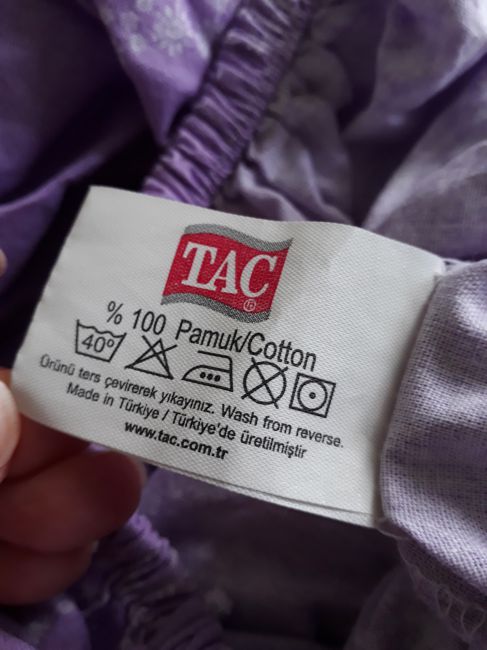 TAC
®
% 100 Pamuk/Cotton
40°
Ürünü ters çevirerek yıkayınız. Wash from reverse.
Made in Türkiye / Türkiye'de üretilmiştir
www.tac.com.tr